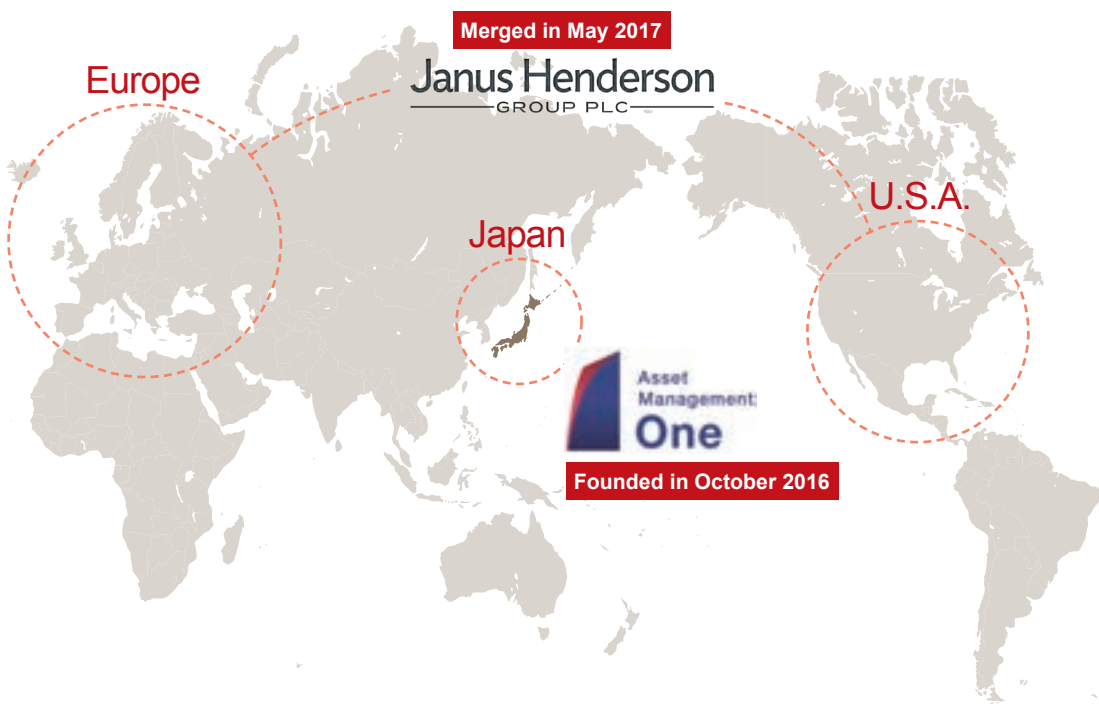 Merged in May 2017
Janus Henderson
GROUP PLC
Europe
U.S.A.
Japan
Asset
Management
One
Founded in October 2016